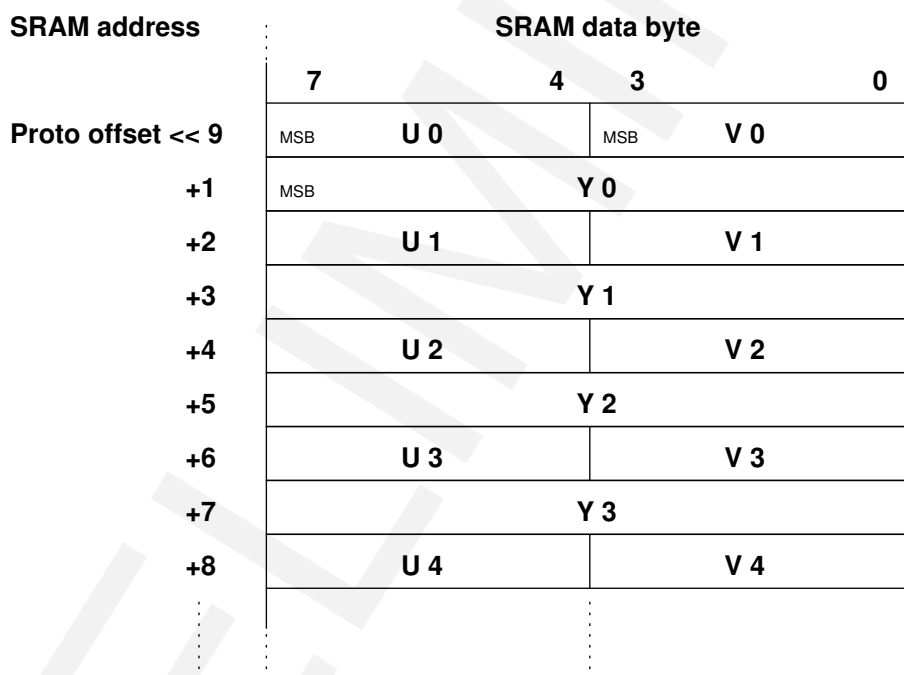 SRAM address SRAM data byte
7 4 3 0
Proto offset << 9 MSB U 0 MSB V 0
+1 MSB Y 0
+2 U 1 V 1
+3 Y 1
+4 U 2 V 2
+5 Y 2
+6 U 3 V 3
+7 Y 3
+8 U 4 V 4